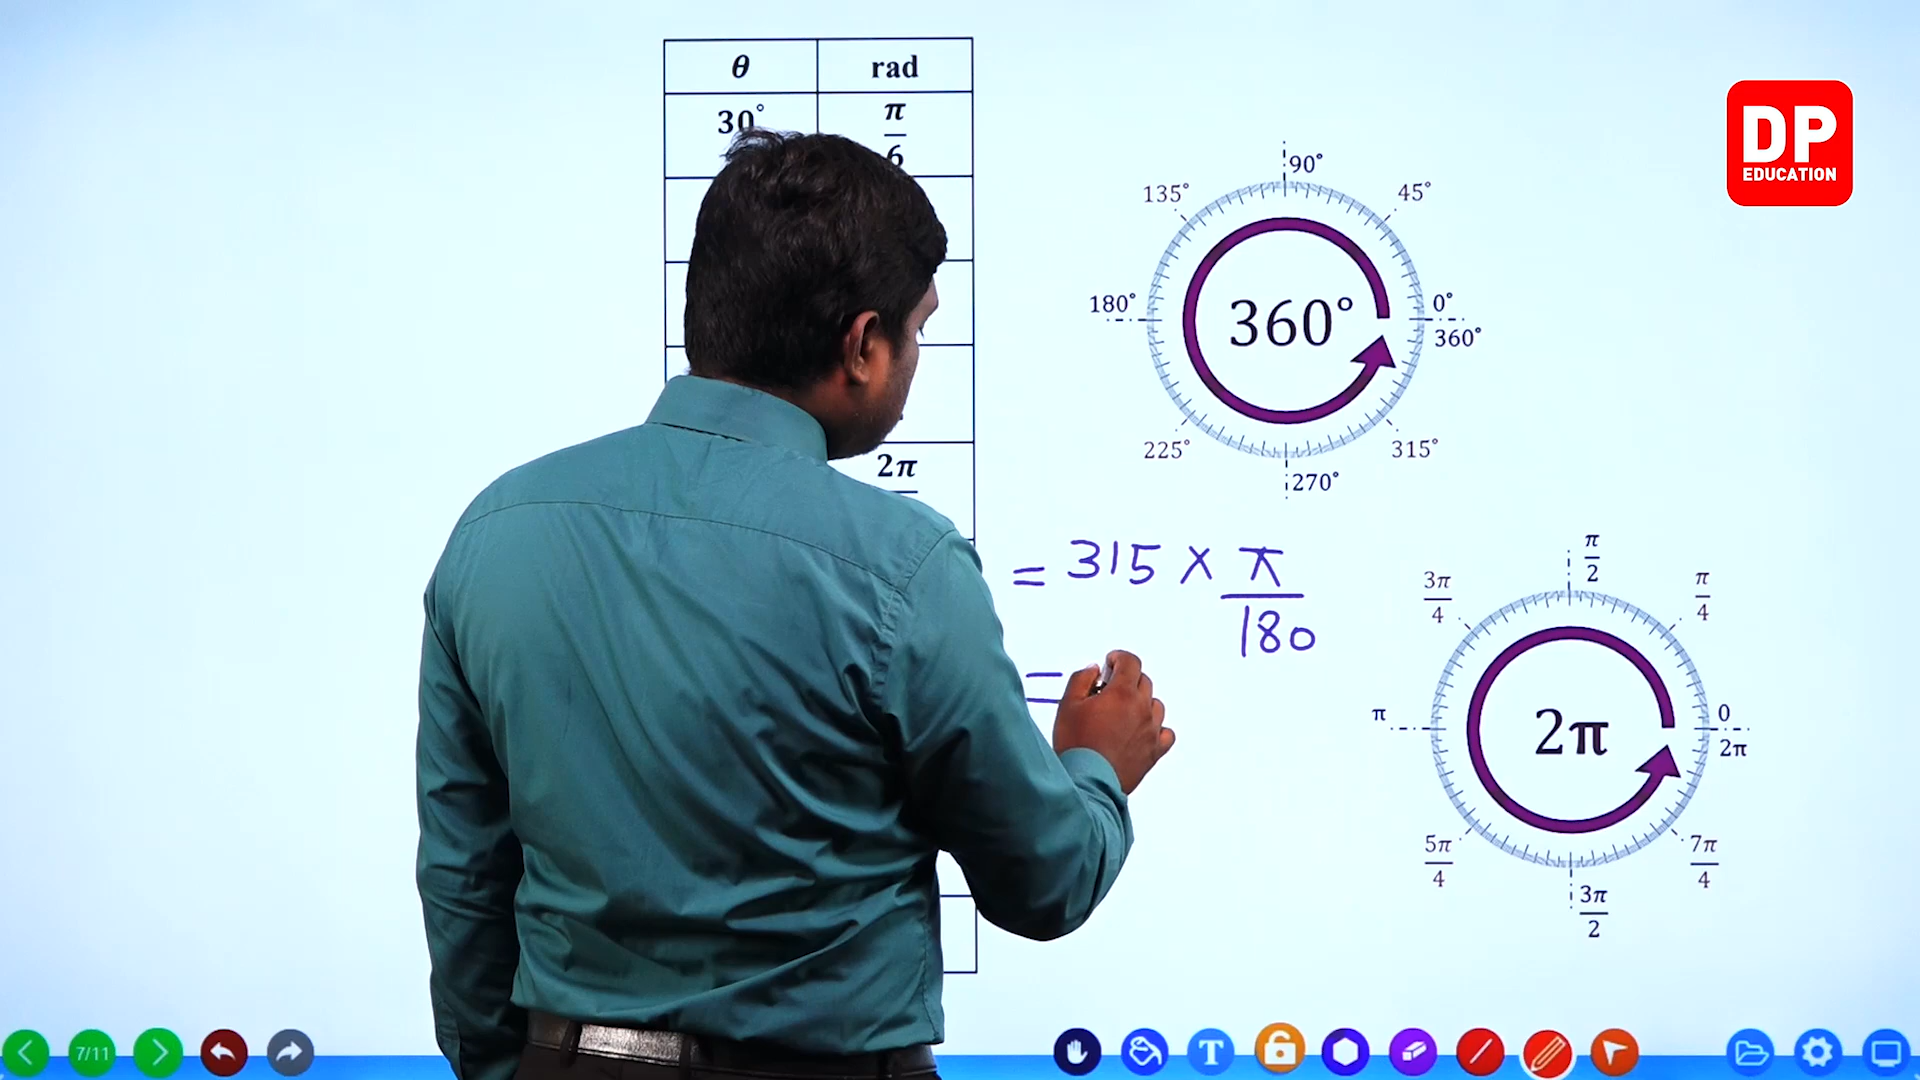 θ rad
30° π/6
2π
DP
EDUCATION
90°
135° 45°
180° 360° 0°
360°
225° 315°
270°
= 315 × π/180
=
π/2
3π/4 π/4
π 2π 0
2π
5π/4 7π/4
3π/2
7/11
T